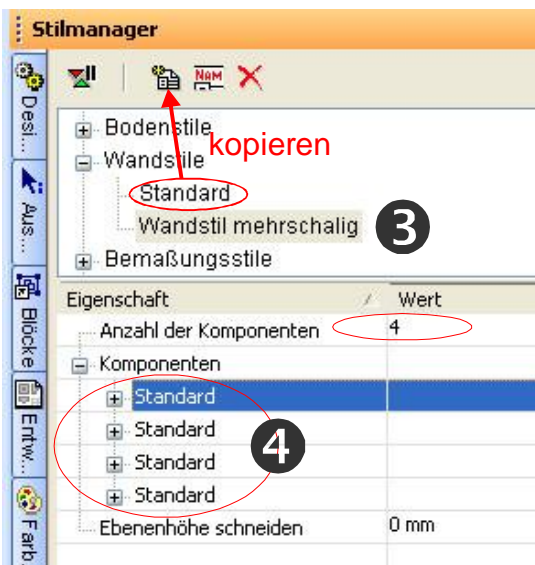 Stilmanager
NAM
Bodenstile
kopieren
Wandstile
Standard
Wandstil mehrschalig 3
Bemaßungsstile
Eigenschaft Wert
Anzahl der Komponenten 4
Komponenten
Standard
Standard
4
Standard
Standard
Ebenenhöhe schneiden 0 mm
Desi...
Aus...
Blöcke
Entw...
Farb.